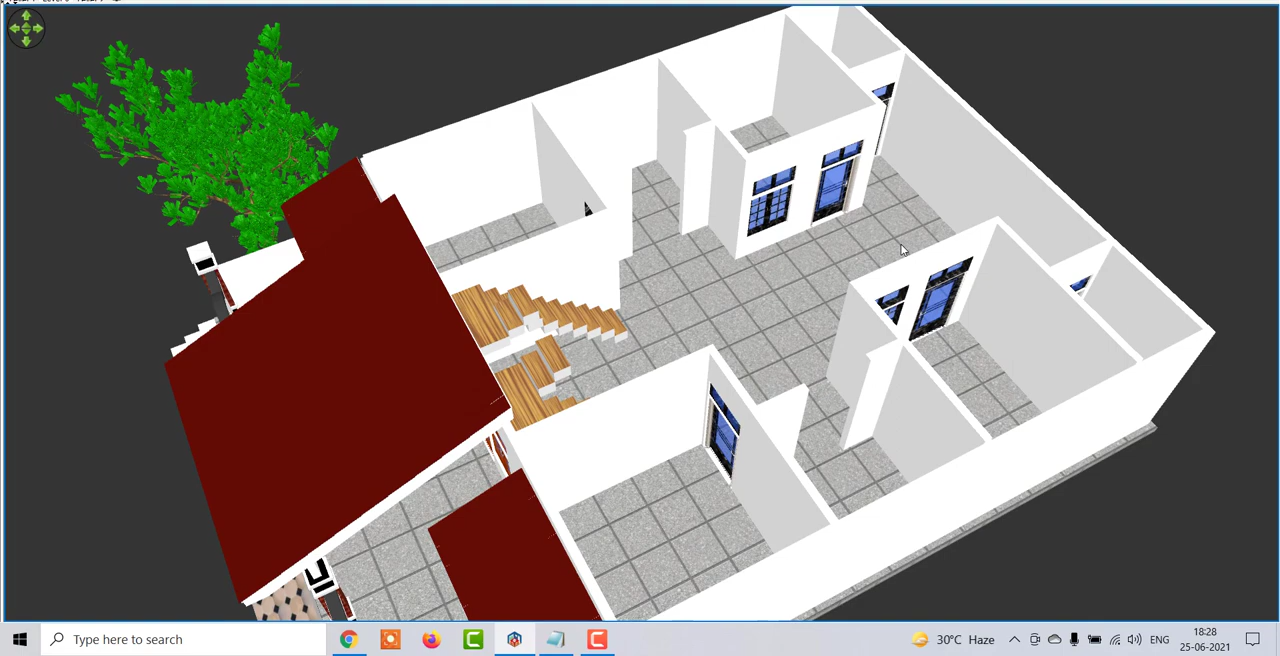 Type here to search
30°C Haze
ENG
18:28
25-06-2021